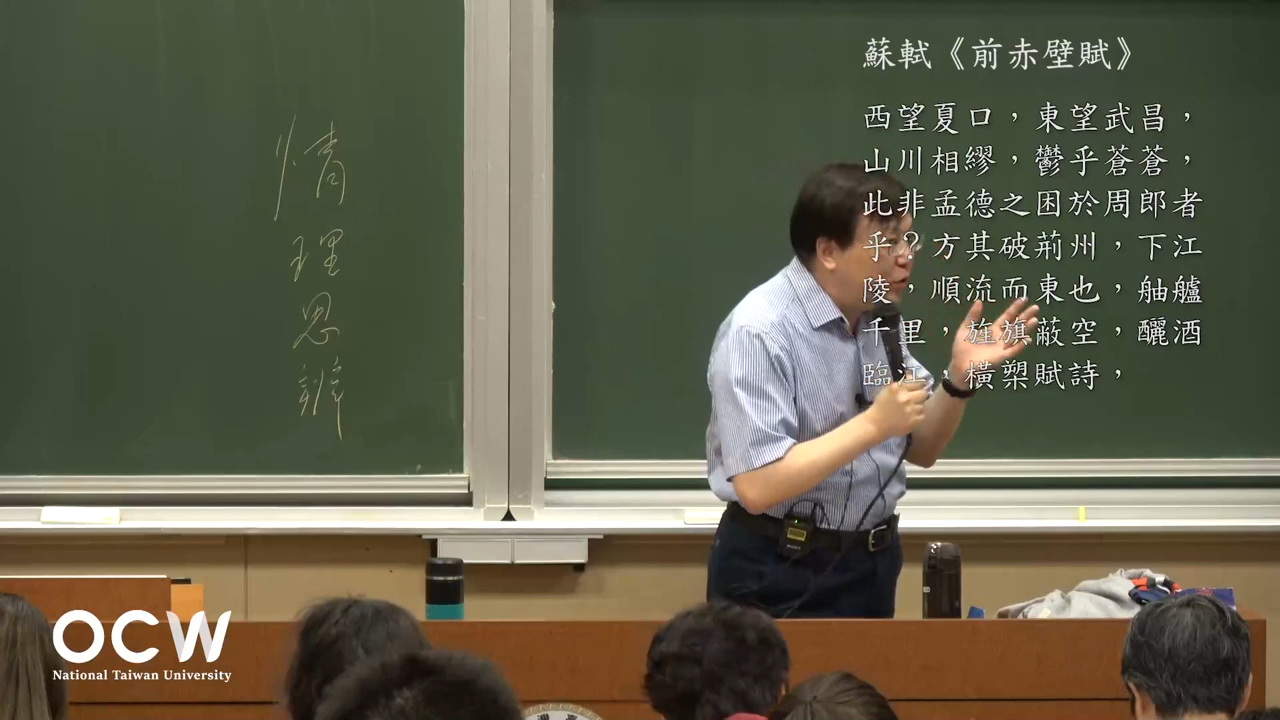 蘇軾《前赤壁賦》
西望夏口，東望武昌，
山川相繆，鬱乎蒼蒼，
此非孟德之困於周郎者
乎？方其破荊州，下江
陵，順流而東也，舳艫
千里，旌旗蔽空，釃酒
臨江，橫槊賦詩，
情
理
思
辨
OCW
National Taiwan University